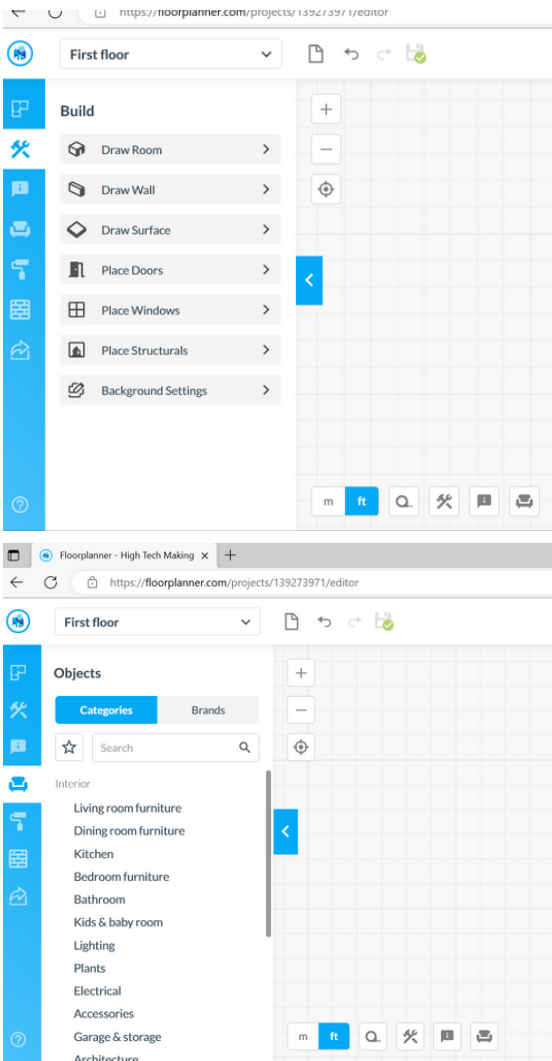 https://floorplanner.com/projects/139273971/editor
First floor
Build
Draw Room
Draw Wall
Draw Surface
Place Doors
Place Windows
Place Structurals
Background Settings
m ft
Floorplanner - High Tech Making
https://floorplanner.com/projects/139273971/editor
First floor
Objects
Categories Brands
Search
Interior
Living room furniture
Dining room furniture
Kitchen
Bedroom furniture
Bathroom
Kids & baby room
Lighting
Plants
Electrical
Accessories
Garage & storage
Architecture
m ft